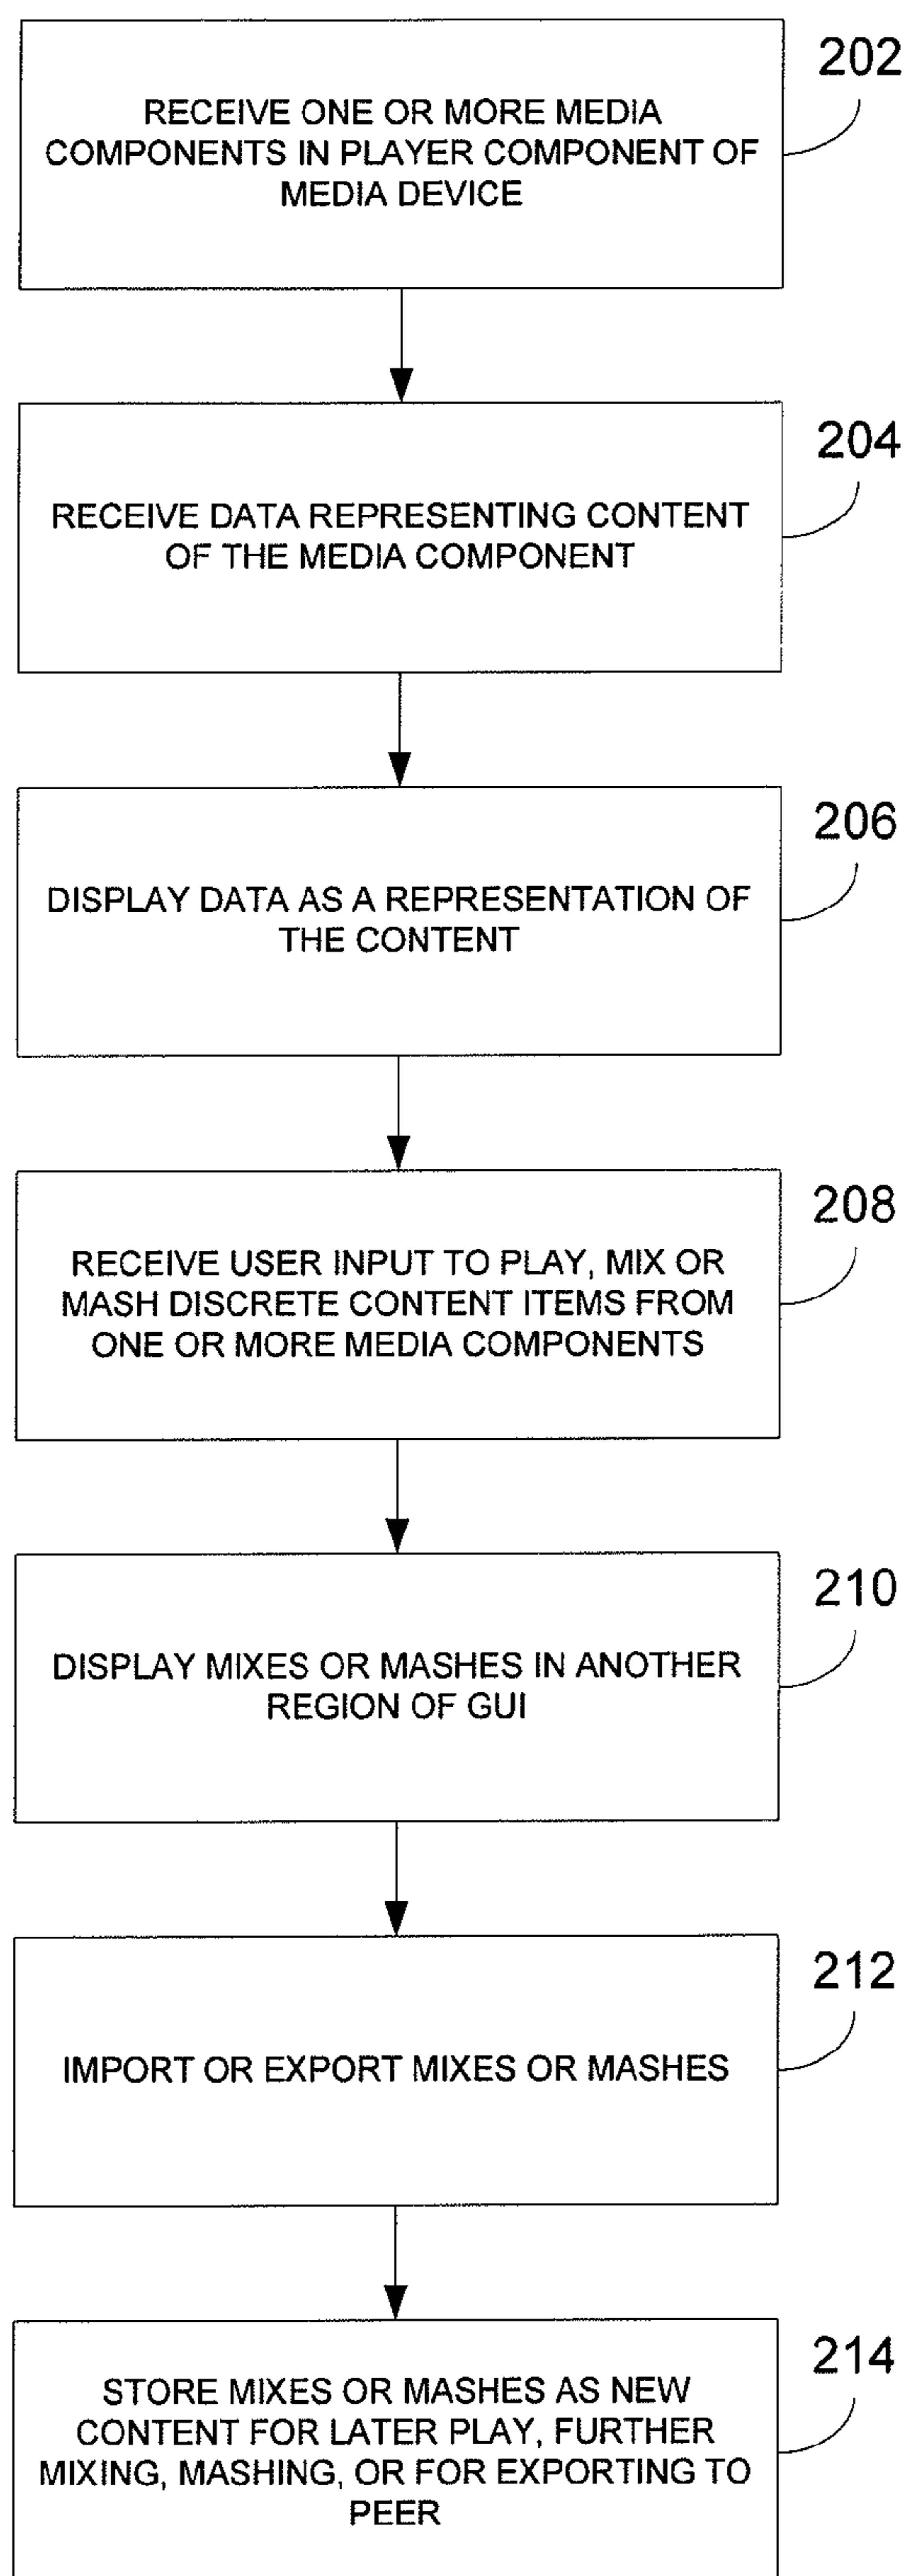 202
RECEIVE ONE OR MORE MEDIA
COMPONENTS IN PLAYER COMPONENT OF
MEDIA DEVICE
204
RECEIVE DATA REPRESENTING CONTENT
OF THE MEDIA COMPONENT
206
DISPLAY DATA AS A REPRESENTATION OF
THE CONTENT
208
RECEIVE USER INPUT TO PLAY, MIX OR
MASH DISCRETE CONTENT ITEMS FROM
ONE OR MORE MEDIA COMPONENTS
210
DISPLAY MIXES OR MASHES IN ANOTHER
REGION OF GUI
212
IMPORT OR EXPORT MIXES OR MASHES
214
STORE MIXES OR MASHES AS NEW
CONTENT FOR LATER PLAY, FURTHER
MIXING, MASHING, OR FOR EXPORTING TO
PEER